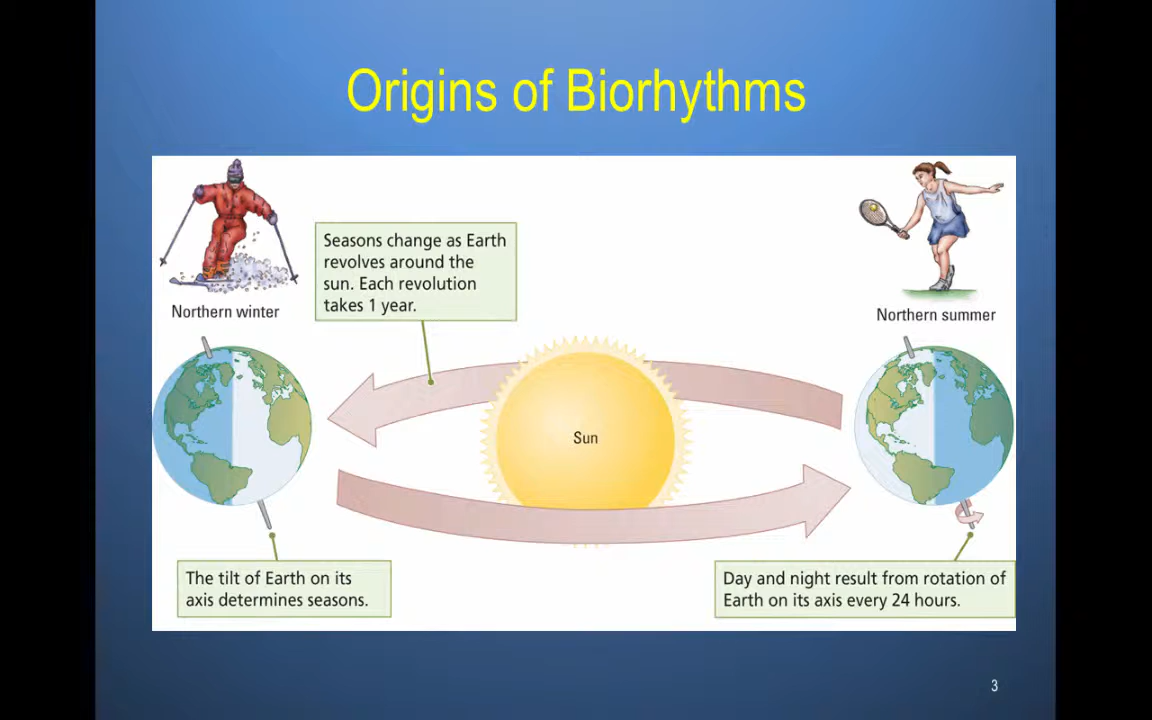 Origins of Biorhythms
Seasons change as Earth
revolves around the
sun. Each revolution
takes 1 year.
Northern winter
Northern summer
Sun
The tilt of Earth on its
axis determines seasons.
Day and night result from rotation of
Earth on its axis every 24 hours.
3